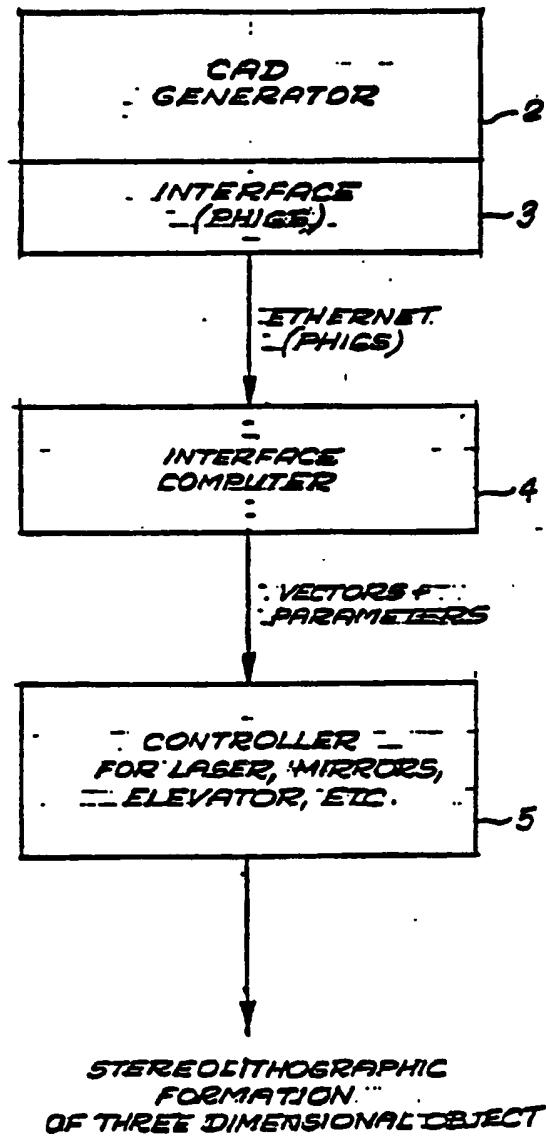 CAD
GENERATOR
2
INTERFACE
(PHIGS)
3
ETHERNET
(PHIGS)
INTERFACE
COMPUTER
4
VECTORS &
PARAMETERS
CONTROLLER
FOR LASER, MIRRORS,
ELEVATOR, ETC.
5
STEREOLITHOGRAPHIC
FORMATION
OF THREE DIMENSIONAL OBJECT